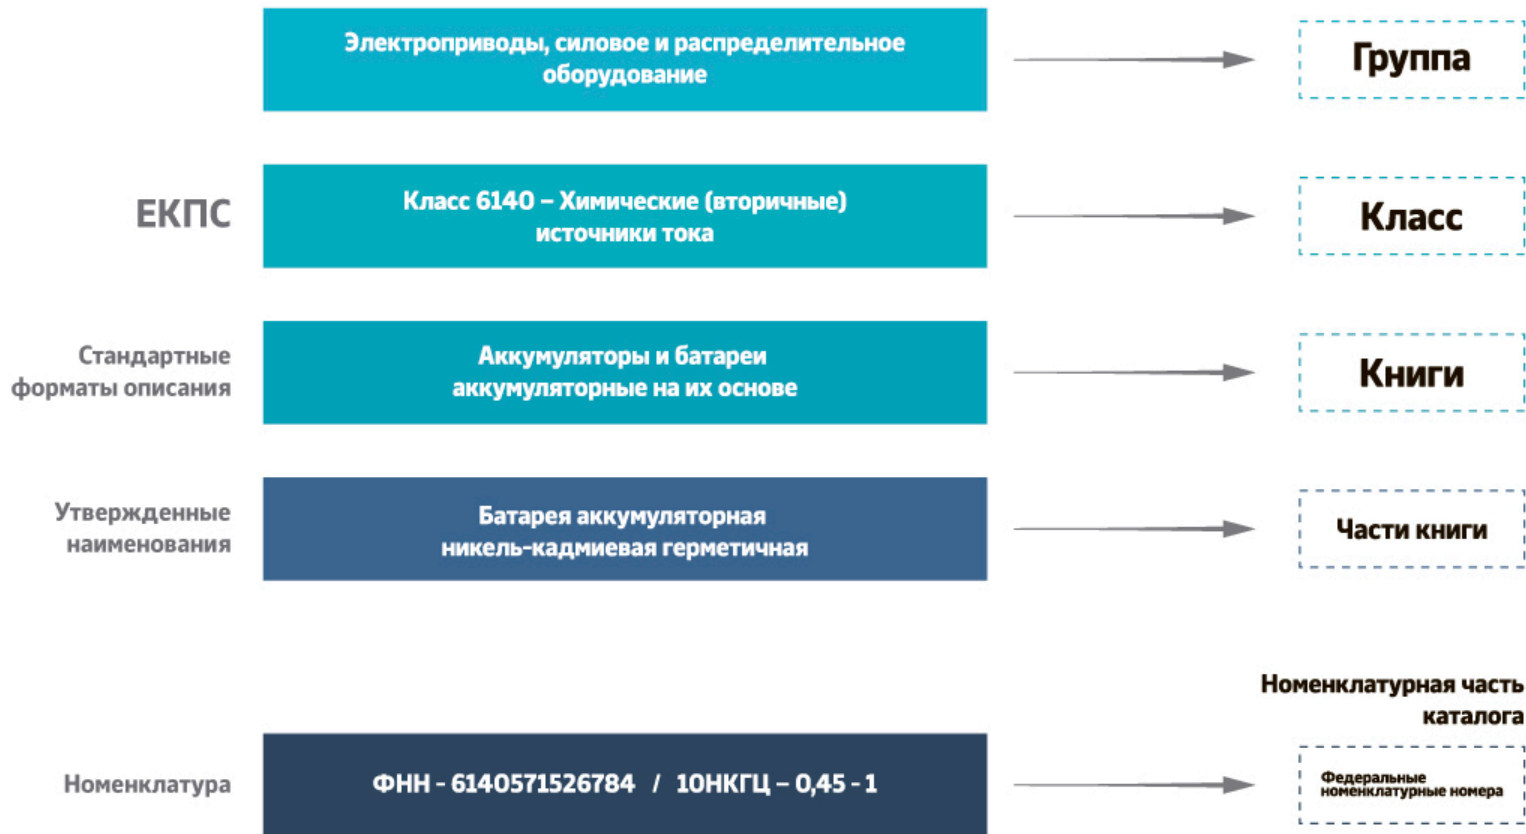 Электроприводы, силовое и распределительное
оборудование
Группа
ЕКПС
Класс 6140 – Химические (вторичные)
источники тока
Класс
Стандартные
форматы описания
Аккумуляторы и батареи
аккумуляторные на их основе
Книги
Утвержденные
наименования
Батарея аккумуляторная
никель-кадмиевая герметичная
Части книги
Номенклатурная часть
каталога
Номенклатура
ФНН - 6140571526784 / 10НКГЦ – 0,45 - 1
Федеральные
номенклатурные номера